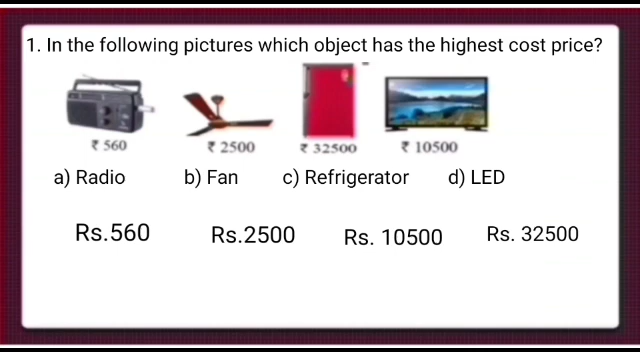 1. In the following pictures which object has the highest cost price?
₹ 560 ₹ 2500 ₹ 32500 ₹ 10500
a) Radio b) Fan c) Refrigerator d) LED
Rs.560 Rs.2500 Rs. 10500 Rs. 32500